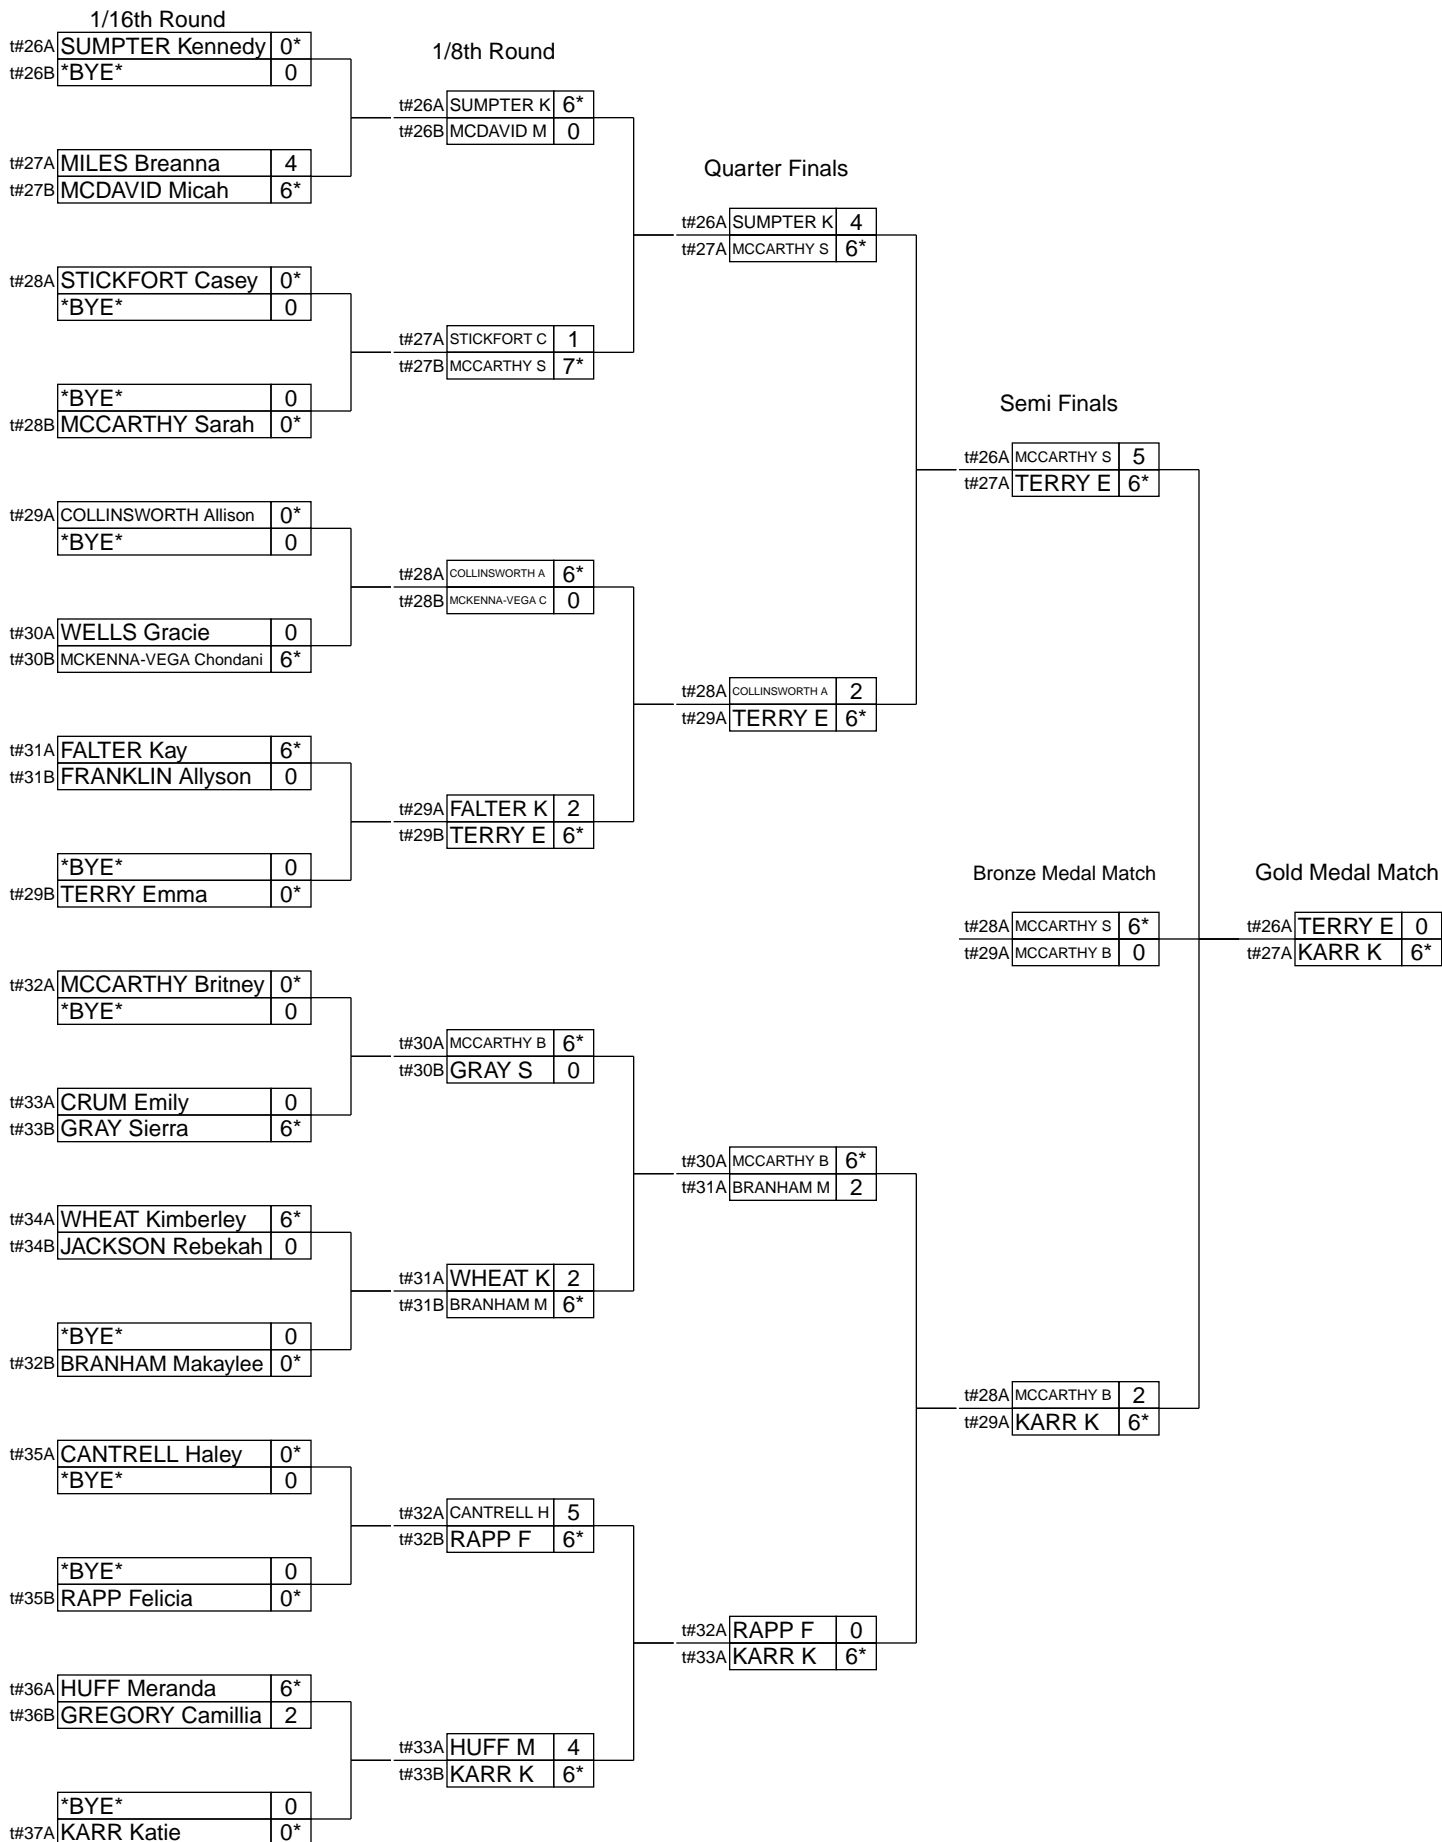 1/16th Round
t#26A SUMPTER Kennedy 0*
t#26B *BYE* 0
t#27A MILES Breanna 4
t#27B MCDAVID Micah 6*
t#28A STICKFORT Casey 0*
*BYE* 0
*BYE* 0
t#28B MCCARTHY Sarah 0*
t#29A COLLINSWORTH Allison 0*
*BYE* 0
t#30A WELLS Gracie 0
t#30B MCKENNA-VEGA Chondani 6*
t#31A FALTER Kay 6*
t#31B FRANKLIN Allyson 0
*BYE* 0
t#29B TERRY Emma 0*
t#32A MCCARTHY Britney 0*
*BYE* 0
t#33A CRUM Emily 0
t#33B GRAY Sierra 6*
t#34A WHEAT Kimberley 6*
t#34B JACKSON Rebekah 0
*BYE* 0
t#32B BRANHAM Makaylee 0*
t#35A CANTRELL Haley 0*
*BYE* 0
*BYE* 0
t#35B RAPP Felicia 0*
t#36A HUFF Meranda 6*
t#36B GREGORY Camillia 2
*BYE* 0
t#37A KARR Katie 0*
1/8th Round
t#26A SUMPTER K 6*
t#26B MCDAVID M 0
t#27A STICKFORT C 1
t#27B MCCARTHY S 7*
t#28A COLLINSWORTH A 6*
t#28B MCKENNA-VEGA C 0
t#29A FALTER K 2
t#29B TERRY E 6*
t#30A MCCARTHY B 6*
t#30B GRAY S 0
t#31A WHEAT K 2
t#31B BRANHAM M 6*
t#32A CANTRELL H 5
t#32B RAPP F 6*
t#33A HUFF M 4
t#33B KARR K 6*
Quarter Finals
t#26A SUMPTER K 4
t#27A MCCARTHY S 6*
t#28A COLLINSWORTH A 2
t#29A TERRY E 6*
t#30A MCCARTHY B 6*
t#31A BRANHAM M 2
t#32A RAPP F 0
t#33A KARR K 6*
Semi Finals
t#26A MCCARTHY S 5
t#27A TERRY E 6*
t#28A MCCARTHY B 2
t#29A KARR K 6*
Bronze Medal Match
t#28A MCCARTHY S 6*
t#29A MCCARTHY B 0
Gold Medal Match
t#26A TERRY E 0
t#27A KARR K 6*